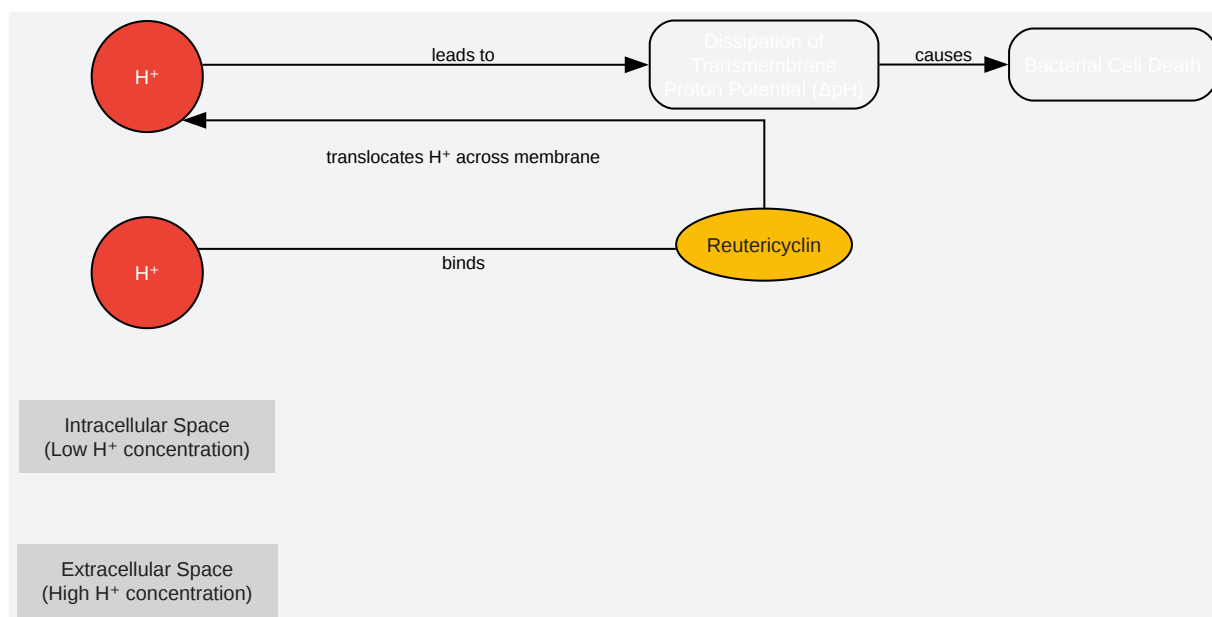 H⁺
leads to
Dissipation of
Transmembrane
Proton Potential (ΔpH)
causes
Bacterial Cell Death
translocates H⁺ across membrane
H⁺
binds
Reutericyclin
Intracellular Space
(Low H⁺ concentration)
Extracellular Space
(High H⁺ concentration)